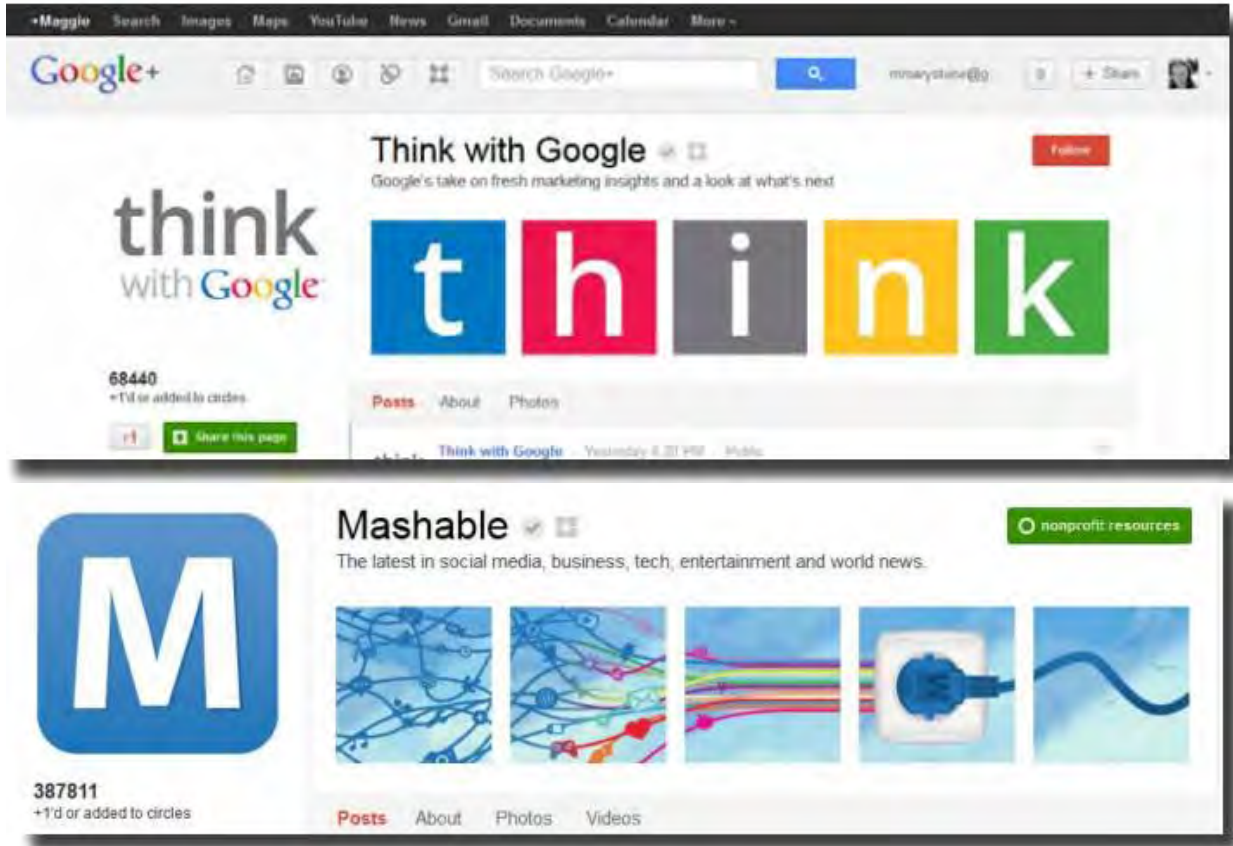 +Maggie Search Images Maps YouTube News Gmail Documents Calendar More
Google+ Search Google+ + Share
Think with Google
Google's take on fresh marketing insights and a look at what's next
Follow
think
with Google
t h i n k
68440
+1'd or added to circles
+1 Share this page
Posts About Photos
Think with Google Yesterday PM Public
Mashable
The latest in social media, business, tech, entertainment and world news.
nonprofit resources
M
387811
+1'd or added to circles
Posts About Photos Videos